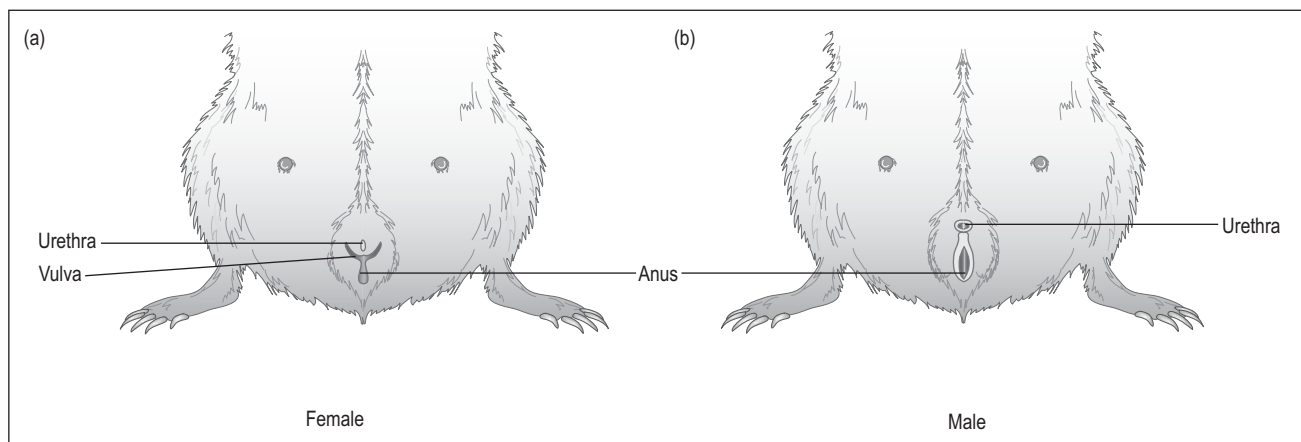 (a)
Urethra
Vulva
Female
(b)
Urethra
Anus
Male